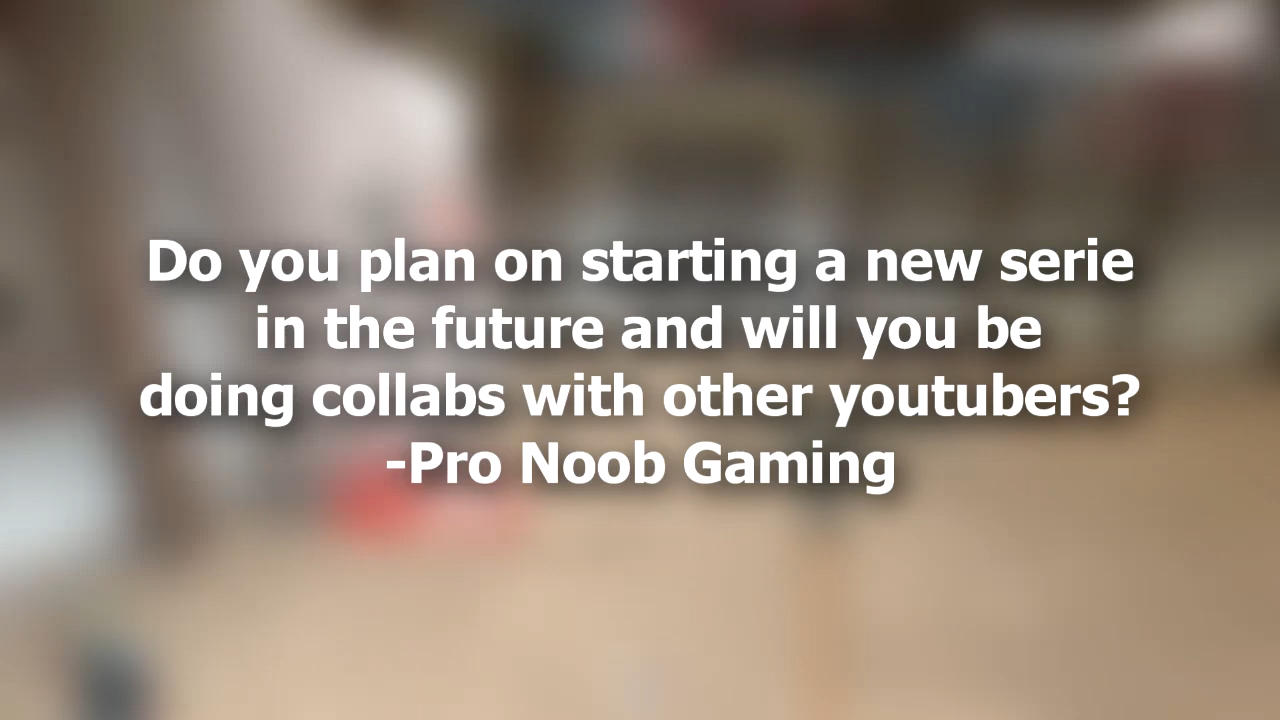 Do you plan on starting a new serie
in the future and will you be
doing collabs with other youtubers?
-Pro Noob Gaming